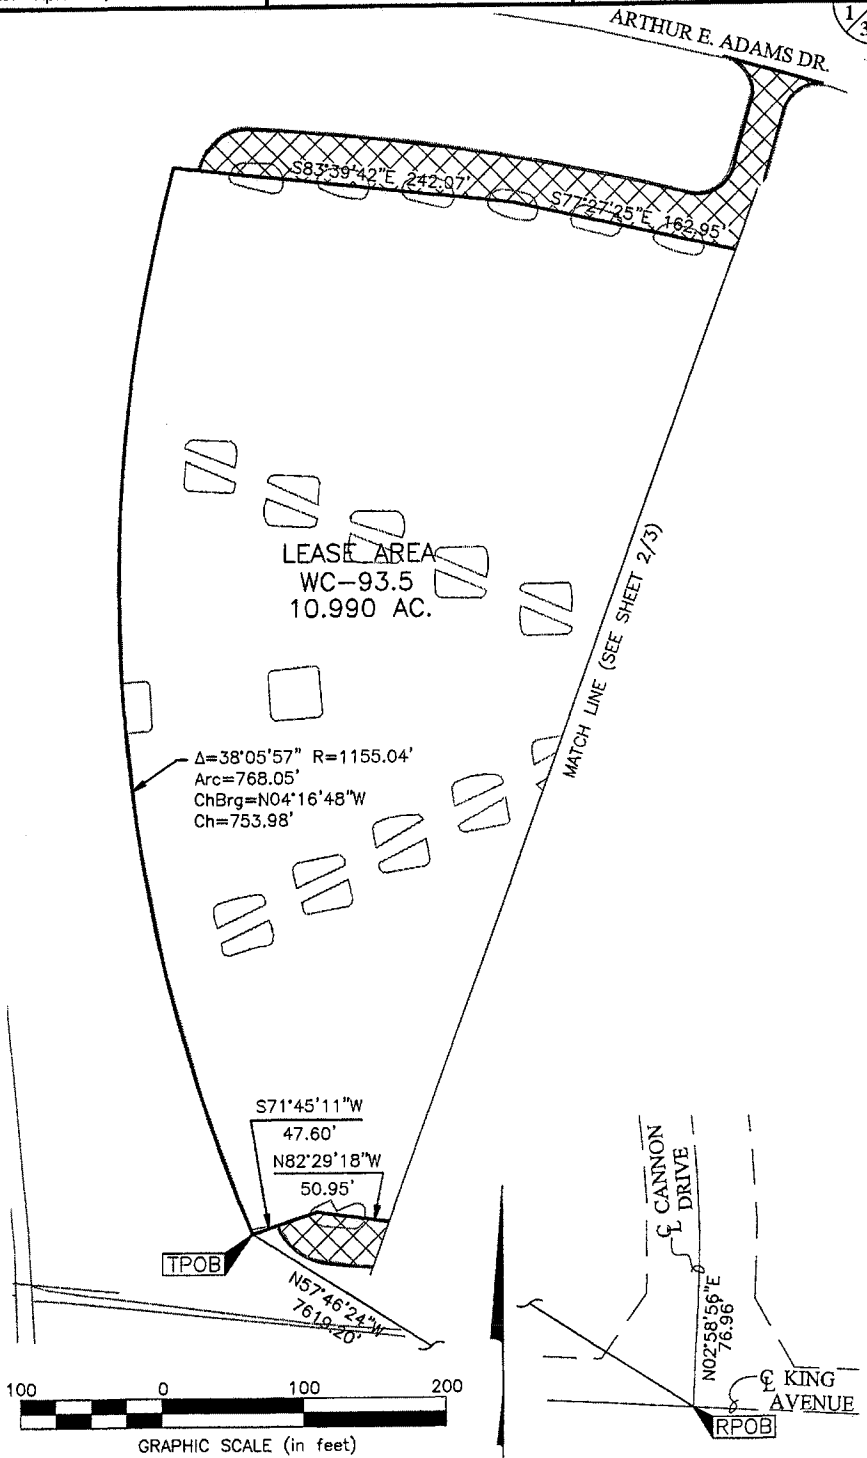 1/3
ARTHUR E. ADAMS DR.
S83°39'42"E 242.07'
S77°27'25"E 162.95'
LEASE AREA
WC-93.5
10.990 AC.
MATCH LINE (SEE SHEET 2/3)
Δ=38°05'57" R=1155.04'
Arc=768.05'
ChBrg=N04°16'48"W
Ch=753.98'
S71°45'11"W
47.60'
N82°29'18"W
50.95'
TPOB
N57°46'24"W
7619.20'
℄ CANNON
DRIVE
N02°58'56"E
76.96'
℄ KING
AVENUE
RPOB
100 0 100 200
GRAPHIC SCALE (in feet)